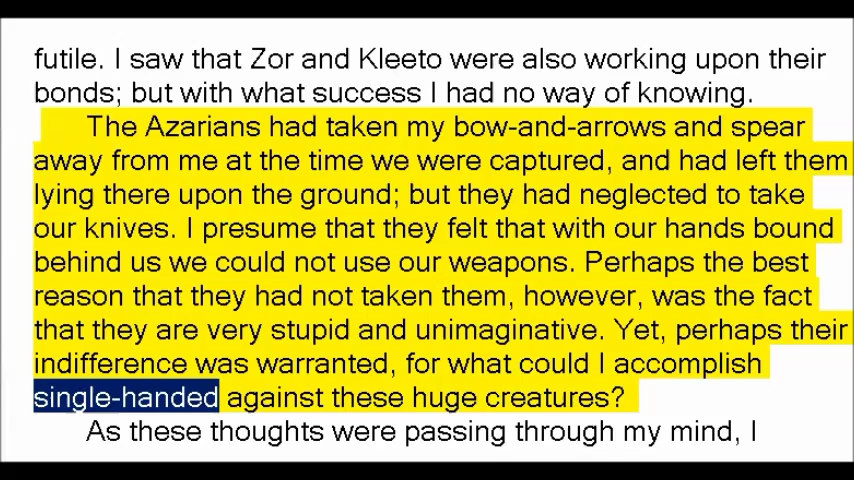 futile. I saw that Zor and Kleeto were also working upon their
bonds; but with what success I had no way of knowing.
The Azarians had taken my bow-and-arrows and spear
away from me at the time we were captured, and had left them
lying there upon the ground; but they had neglected to take
our knives. I presume that they felt that with our hands bound
behind us we could not use our weapons. Perhaps the best
reason that they had not taken them, however, was the fact
that they are very stupid and unimaginative. Yet, perhaps their
indifference was warranted, for what could I accomplish
single-handed against these huge creatures?
As these thoughts were passing through my mind, I